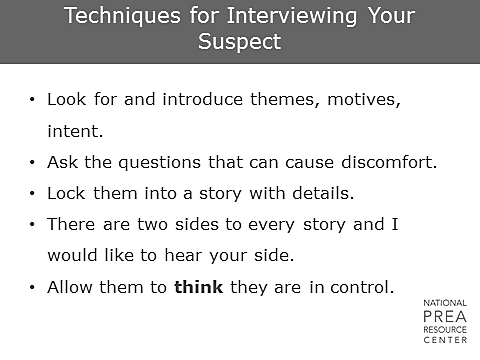 Techniques for Interviewing Your
Suspect
• Look for and introduce themes, motives,
intent.
• Ask the questions that can cause discomfort.
• Lock them into a story with details.
• There are two sides to every story and I
would like to hear your side.
• Allow them to think they are in control.
NATIONAL
PREA
RESOURCE
CENTER